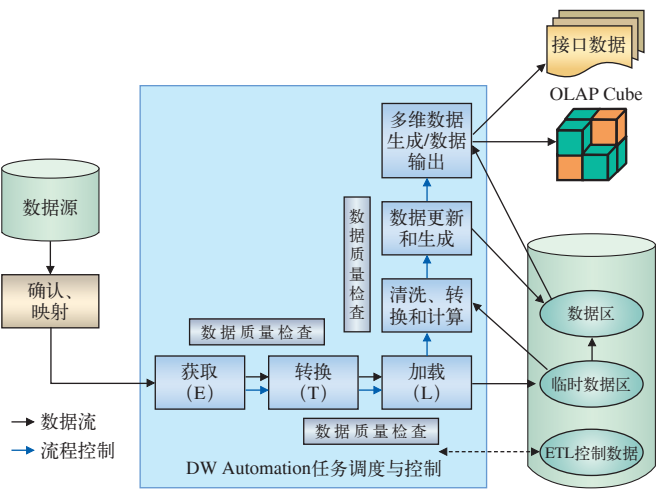 接口数据
OLAP Cube
多维数据
生成/数据
输出
数据源
数据质量检查
数据更新
和生成
确认、
映射
清洗、转
换和计算
数据区
数据质量检查
获取
（E）
转换
（T）
加载
（L）
临时数据区
数据流
流程控制
数据质量检查
ETL控制数据
DW Automation任务调度与控制